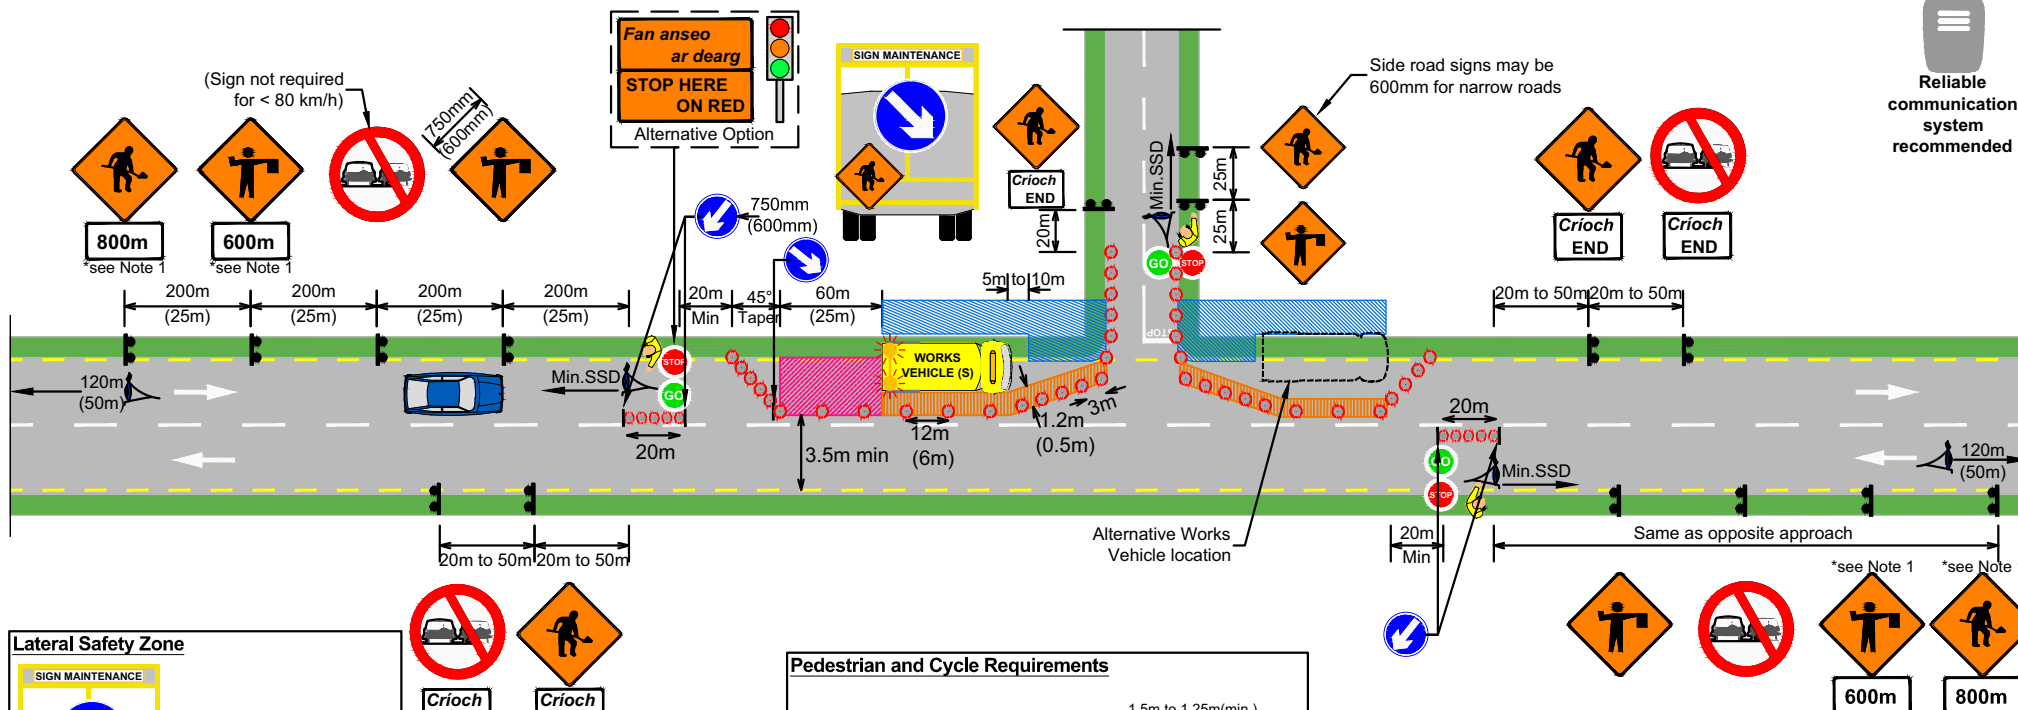 Fan anseo
ar dearg
STOP HERE
ON RED
Alternative Option
SIGN MAINTENANCE
Reliable
communication
system
recommended
(Sign not required
for < 80 km/h)
750mm
(600mm)
Side road signs may be
600mm for narrow roads
800m
*see Note 1
600m
*see Note 1
750mm
(600mm)
Críoch
END
Min.SSD
20m
25m
25m
GO
STOP
STOP
Críoch
END
Críoch
END
200m
(25m)
200m
(25m)
200m
(25m)
200m
(25m)
20m
Min
45°
Taper
60m
(25m)
5m to 10m
20m to 50m
20m to 50m
120m
(50m)
Min.SSD
STOP
GO
WORKS
VEHICLE (S)
20m
3.5m min
12m
(6m)
1.2m
(0.5m)
3m
20m
GO
STOP
Min.SSD
120m
(50m)
20m to 50m
20m to 50m
Alternative Works
Vehicle location
20m
Min
Same as opposite approach
*see Note 1
*see Note
600m
800m
Lateral Safety Zone
SIGN MAINTENANCE
Críoch
Críoch
Pedestrian and Cycle Requirements
1.5m to 1.25m(min.)